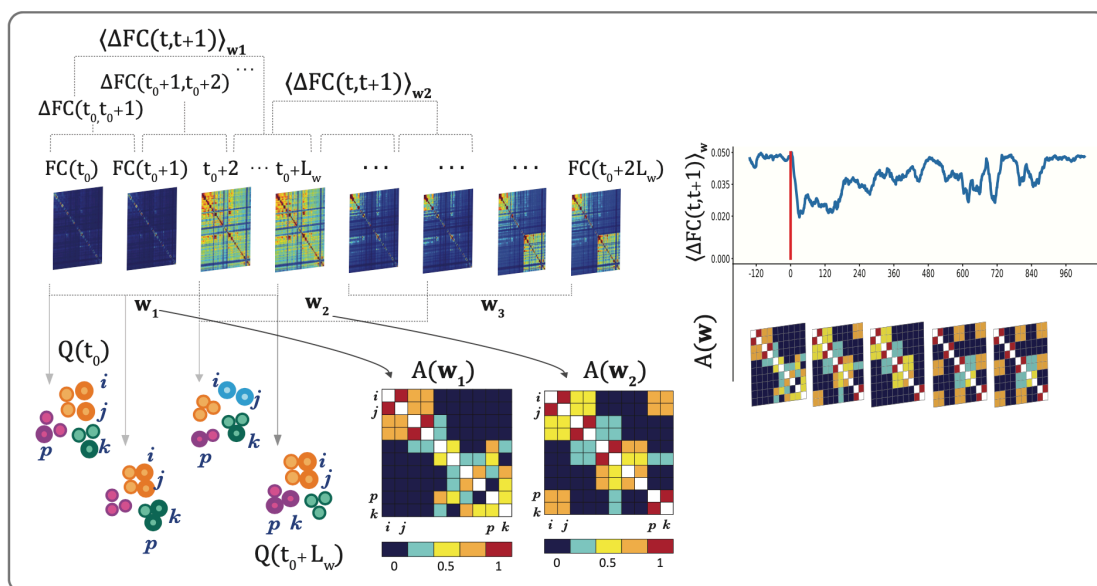 ⟨ΔFC(t,t+1)⟩w1
ΔFC(t0+1,t0+2) ...
⟨ΔFC(t,t+1)⟩w2
ΔFC(t0,t0+1)
FC(t0) FC(t0+1) t0+2 ... t0+Lw ... ... ... FC(t0+2Lw)
w1 w2 w3
Q(t0)
i
j
k
p
i
j
k
p
i
j
k
p
i
j
p k
Q(t0+Lw)
A(w1)
i
j
p
k
i j p k
0 0.5 1
A(w2)
i
j
p
k
i j p k
0 0.5 1
⟨ΔFC(t,t+1)⟩w
0.050
0.035
0.020
0.000
-120 0 120 240 360 480 600 720 840 960
A(w)